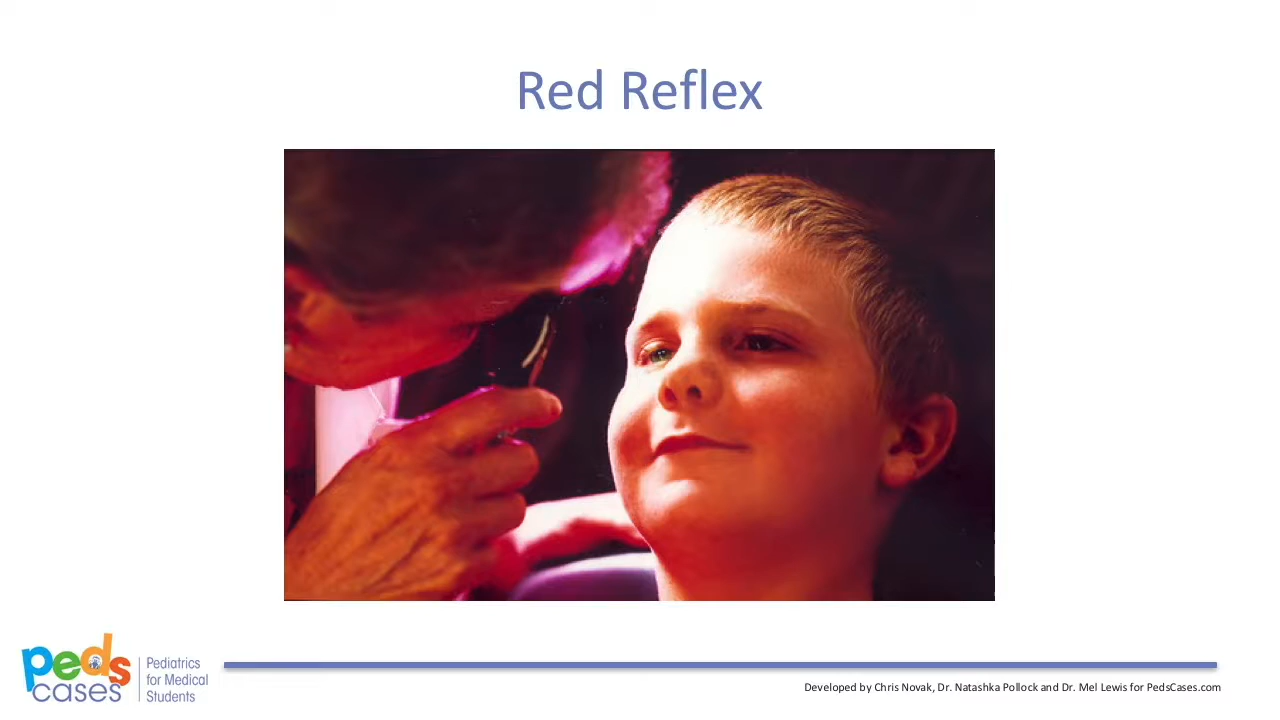 Red Reflex
peds
cases
Pediatrics
for Medical
Students
Developed by Chris Novak, Dr. Natashka Pollock and Dr. Mel Lewis for PedsCases.com